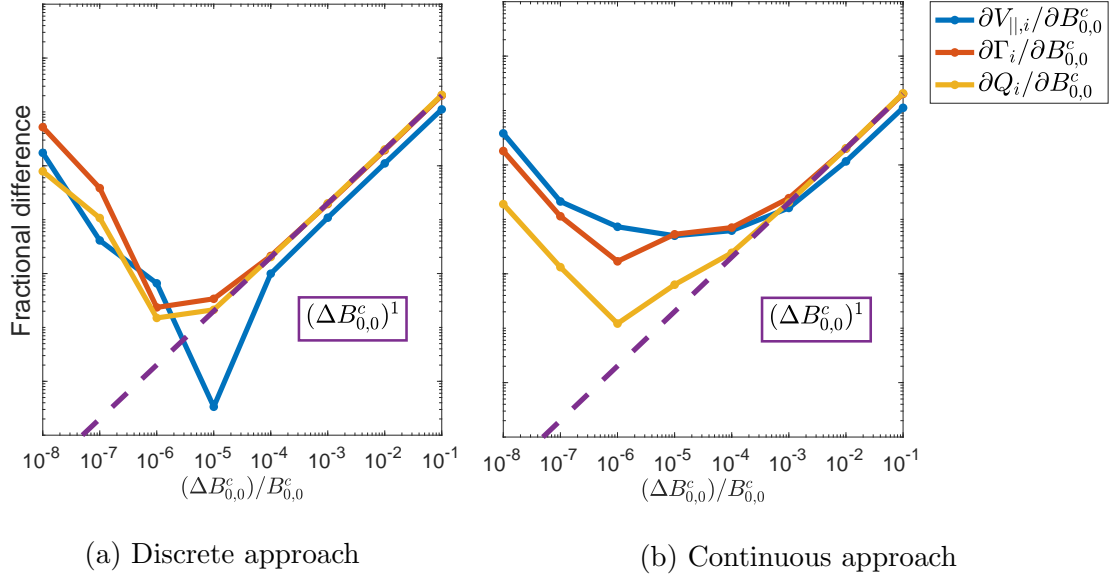 ∂V_{||,i}/∂B^c_{0,0}
∂Γ_i/∂B^c_{0,0}
∂Q_i/∂B^c_{0,0}
Fractional difference
(ΔB^c_{0,0})^1
10^-8 10^-7 10^-6 10^-5 10^-4 10^-3 10^-2 10^-1
(ΔB^c_{0,0})/B^c_{0,0}
(a) Discrete approach
(ΔB^c_{0,0})^1
10^-8 10^-7 10^-6 10^-5 10^-4 10^-3 10^-2 10^-1
(ΔB^c_{0,0})/B^c_{0,0}
(b) Continuous approach